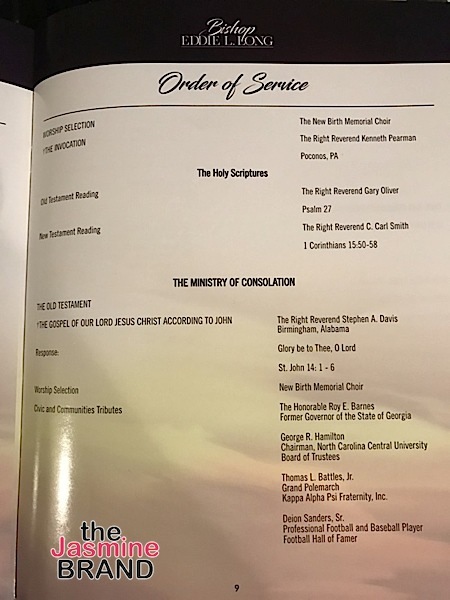 Bishop
EDDIE L. LONG
Order of Service
WORSHIP SELECTION The New Birth Memorial Choir
†THE INVOCATION The Right Reverend Kenneth Pearman
Poconos, PA
The Holy Scriptures
Old Testament Reading The Right Reverend Gary Oliver
Psalm 27
New Testament Reading The Right Reverend C. Carl Smith
1 Corinthians 15:50-58
THE MINISTRY OF CONSOLATION
THE OLD TESTAMENT
†THE GOSPEL OF OUR LORD JESUS CHRIST ACCORDING TO JOHN The Right Reverend Stephen A. Davis
Birmingham, Alabama
Response: Glory be to Thee, O Lord
St. John 14: 1 - 6
Worship Selection New Birth Memorial Choir
Civic and Communities Tributes The Honorable Roy E. Barnes
Former Governor of the State of Georgia
George R. Hamilton
Chairman, North Carolina Central University
Board of Trustees
Thomas L. Battles, Jr.
Grand Polemarch
Kappa Alpha Psi Fraternity, Inc.
Deion Sanders, Sr.
Professional Football and Baseball Player
Football Hall of Famer
the
Jasmine
BRAND
9